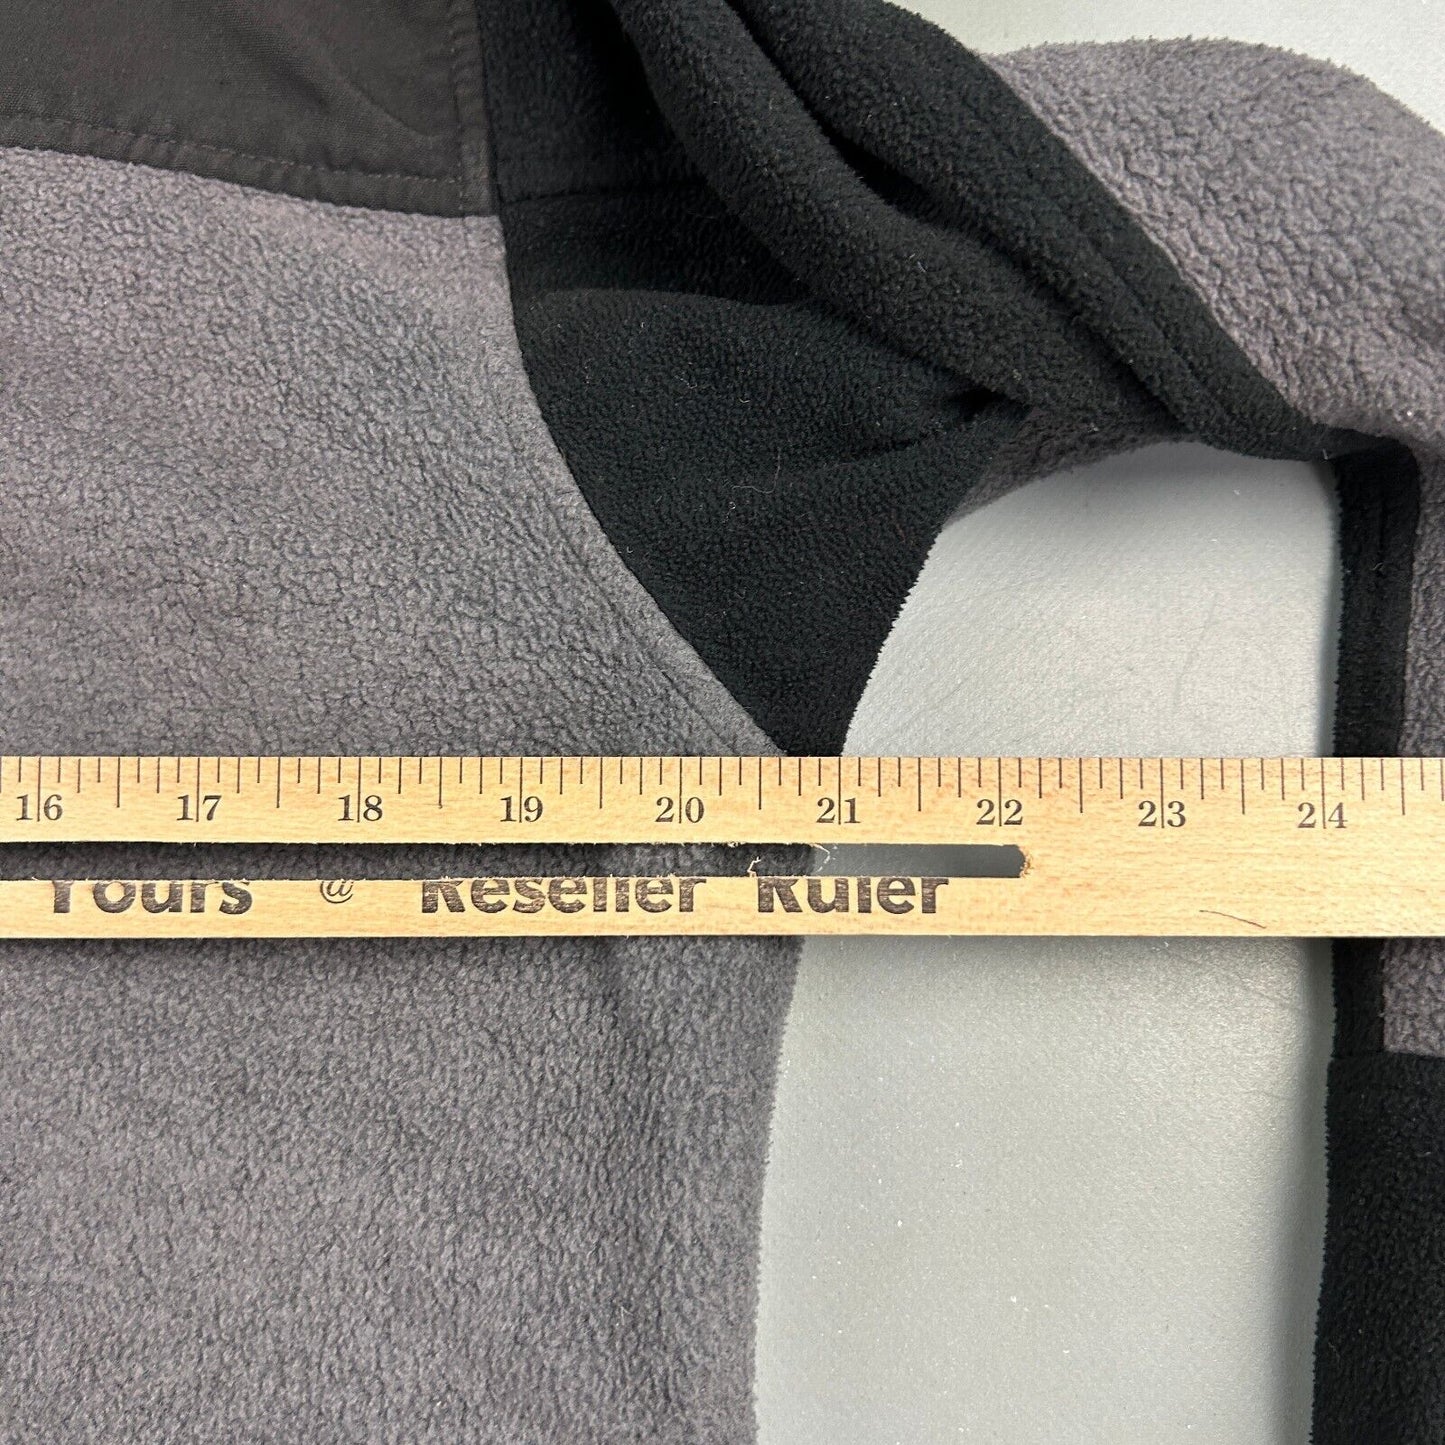 16 17 18 19 20 21 22 23 24
Yours @ Reseller Ruler